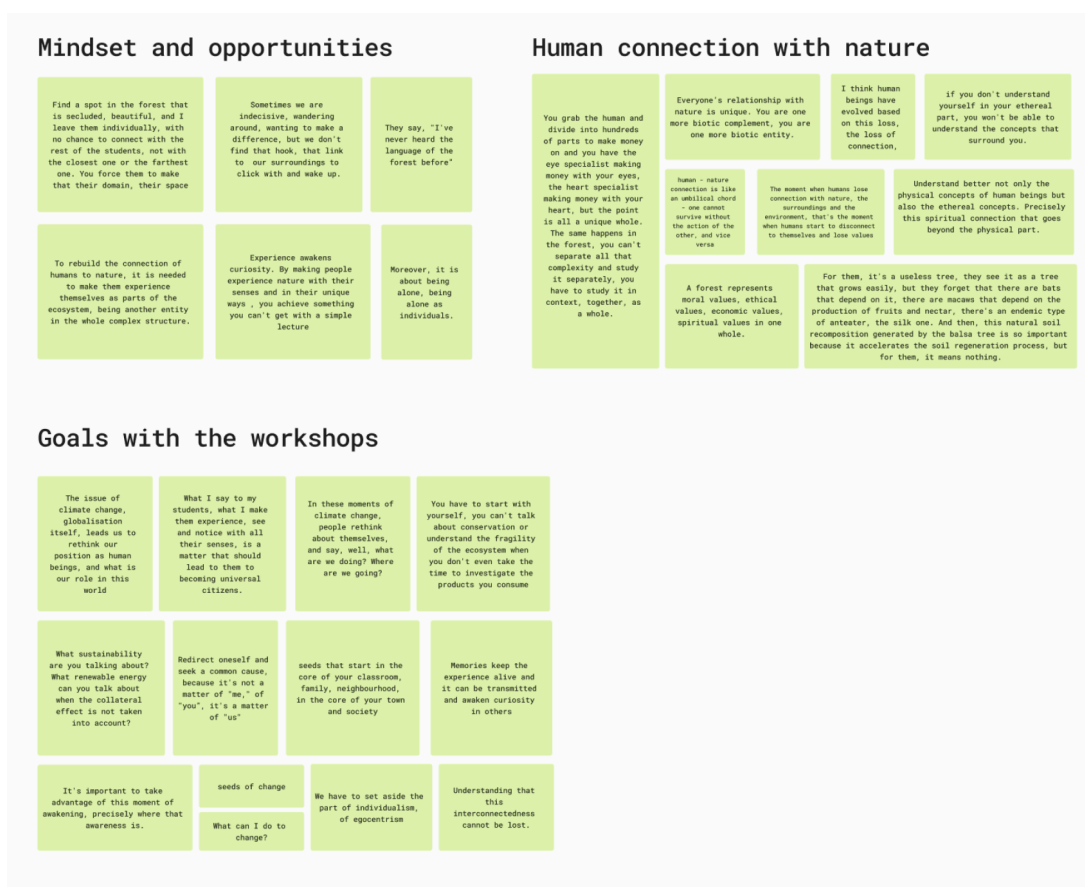 Mindset and opportunities
Find a spot in the forest that
is secluded, beautiful, and I
leave them individually, with
no chance to connect with the
rest of the students, not with
the closest one or the farthest
one. You force them to make
that their domain, their space
Sometimes we are
indecisive, wandering
around, wanting to make a
difference, but we don't
find that hook, that link
to our surroundings to
click with and wake up.
They say, "I've
never heard the
language of the
forest before"
To rebuild the connection of
humans to nature, it is needed
to make them experience
themselves as parts of the
ecosystem, being another entity
in the whole complex structure.
Experience awakens
curiosity. By making people
experience nature with their
senses and in their unique
ways , you achieve something
you can't get with a simple
lecture
Moreover, it is
about being
alone, being
alone as
individuals.
Human connection with nature
You grab the human and
divide into hundreds
of parts to make money
on and you have the
eye specialist making
money with your eyes,
the heart specialist
making money with your
heart, but the point
is all a unique whole.
The same happens in
the forest, you can't
separate all that
complexity and study
it separately, you
have to study it in
context, together, as
a whole.
Everyone's relationship with
nature is unique. You are one
more biotic complement, you are
one more biotic entity.
I think human
beings have
evolved based
on this loss,
the loss of
connection,
if you don't understand
yourself in your ethereal
part, you won't be able to
understand the concepts that
surround you.
human - nature
connection is like
an umbilical chord
- one cannot
survive without
the action of the
other, and vice
versa
The moment when humans lose
connection with nature, the
surroundings and the
environment, that's the moment
when humans start to disconnect
to themselves and lose values
Understand better not only the
physical concepts of human beings but
also the ethereal concepts. Precisely
this spiritual connection that goes
beyond the physical part.
A forest represents
moral values, ethical
values, economic values,
spiritual values in one
whole.
For them, it's a useless tree, they see it as a tree
that grows easily, but they forget that there are bats
that depend on it, there are macaws that depend on the
production of fruits and nectar, there's an endemic type
of anteater, the silk one. And then, this natural soil
recomposition generated by the balsa tree is so important
because it accelerates the soil regeneration process, but
for them, it means nothing.
Goals with the workshops
The issue of
climate change,
globalisation
itself, leads us to
rethink our
position as human
beings, and what is
our role in this
world
What I say to my
students, what I make
them experience, see
and notice with all
their senses, is a
matter that should
lead to them to
becoming universal
citizens.
In these moments of
climate change,
people rethink
about themselves,
and say, well, what
are we doing? Where
are we going?
You have to start with
yourself, you can't talk
about conservation or
understand the fragility
of the ecosystem when
you don't even take the
time to investigate the
products you consume
What sustainability
are you talking about?
What renewable energy
can you talk about
when the collateral
effect is not taken
into account?
Redirect oneself and
seek a common cause,
because it's not a
matter of "me," of
"you", it's a matter
of "us"
seeds that start in the
core of your classroom,
family, neighbourhood,
in the core of your town
and society
Memories keep the
experience alive and
it can be transmitted
and awaken curiosity
in others
It's important to take
advantage of this moment of
awakening, precisely where that
awareness is.
seeds of change
What can I do to
change?
We have to set aside the
part of individualism,
of egocentrism
Understanding that
this
interconnectedness
cannot be lost.